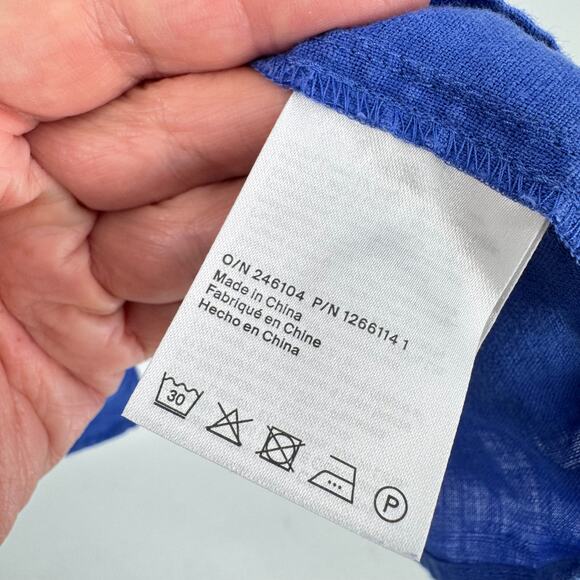 O/N 246104 P/N 1266114 1
Made in China
Fabriqué en Chine
Hecho en China
30
P